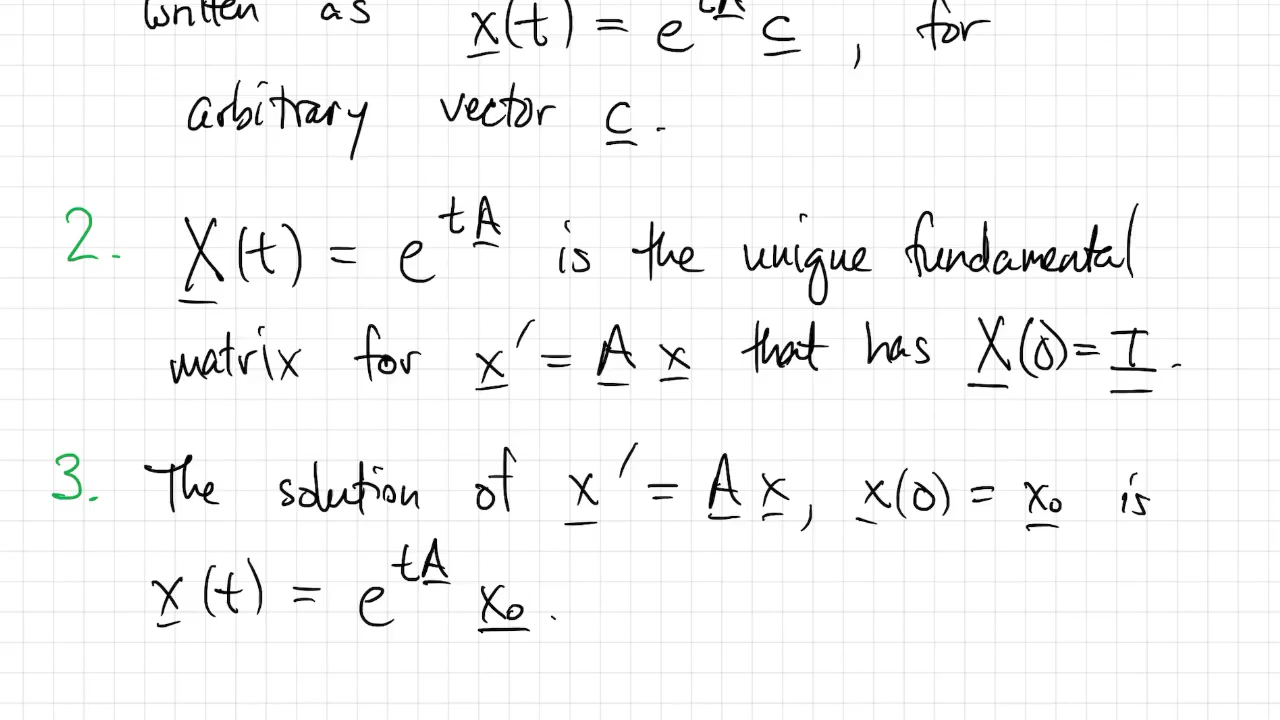 written as x(t) = e^{tA} c, for
arbitrary vector c.
2. X(t) = e^{tA} is the unique fundamental
matrix for x' = A x that has X(0) = I.
3. The solution of x' = A x, x(0) = x₀ is
x(t) = e^{tA} x₀.